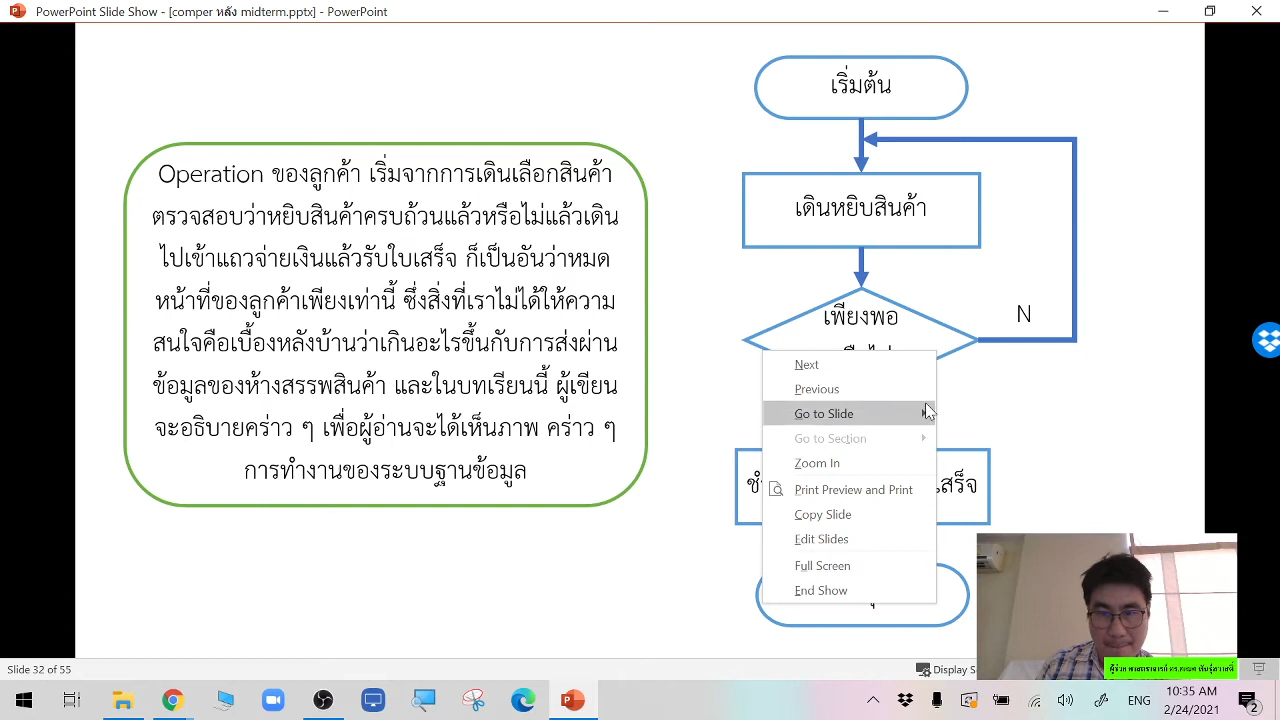 PowerPoint Slide Show - [comper หลัง midterm.pptx] - PowerPoint
Operation ของลูกค้า เริ่มจากการเดินเลือกสินค้า
ตรวจสอบว่าหยิบสินค้าครบถ้วนแล้วหรือไม่แล้วเดิน
ไปเข้าแถวจ่ายเงินแล้วรับใบเสร็จ ก็เป็นอันว่าหมด
หน้าที่ของลูกค้าเพียงเท่านี้ ซึ่งสิ่งที่เราไม่ได้ให้ความ
สนใจคือเบื้องหลังบ้านว่าเกินอะไรขึ้นกับการส่งผ่าน
ข้อมูลของห้างสรรพสินค้า และในบทเรียนนี้ ผู้เขียน
จะอธิบายคร่าว ๆ เพื่อผู้อ่านจะได้เห็นภาพ คร่าว ๆ
การทำงานของระบบฐานข้อมูล
เริ่มต้น
เดินหยิบสินค้า
เพียงพอ
N
Next
Previous
Go to Slide
Go to Section
Zoom In
Print Preview and Print
Copy Slide
Edit Slides
Full Screen
End Show
เสร็จ
Slide 32 of 55
Display S
ENG
10:35 AM
2/24/2021
2